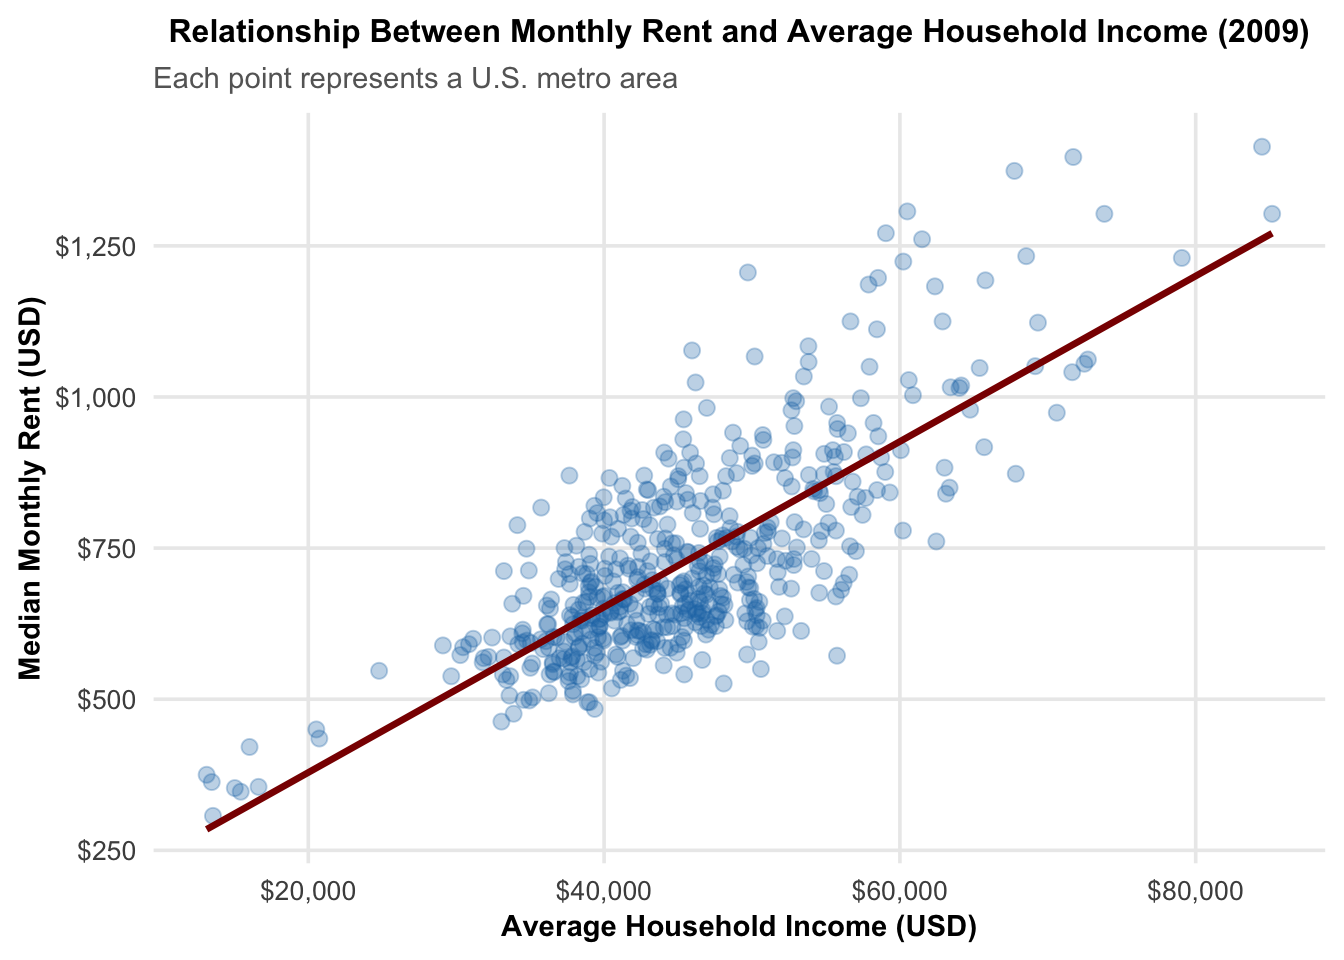 Relationship Between Monthly Rent and Average Household Income (2009)
Each point represents a U.S. metro area
Median Monthly Rent (USD)
$1,250
$1,000
$750
$500
$250
$20,000
$40,000
$60,000
$80,000
Average Household Income (USD)